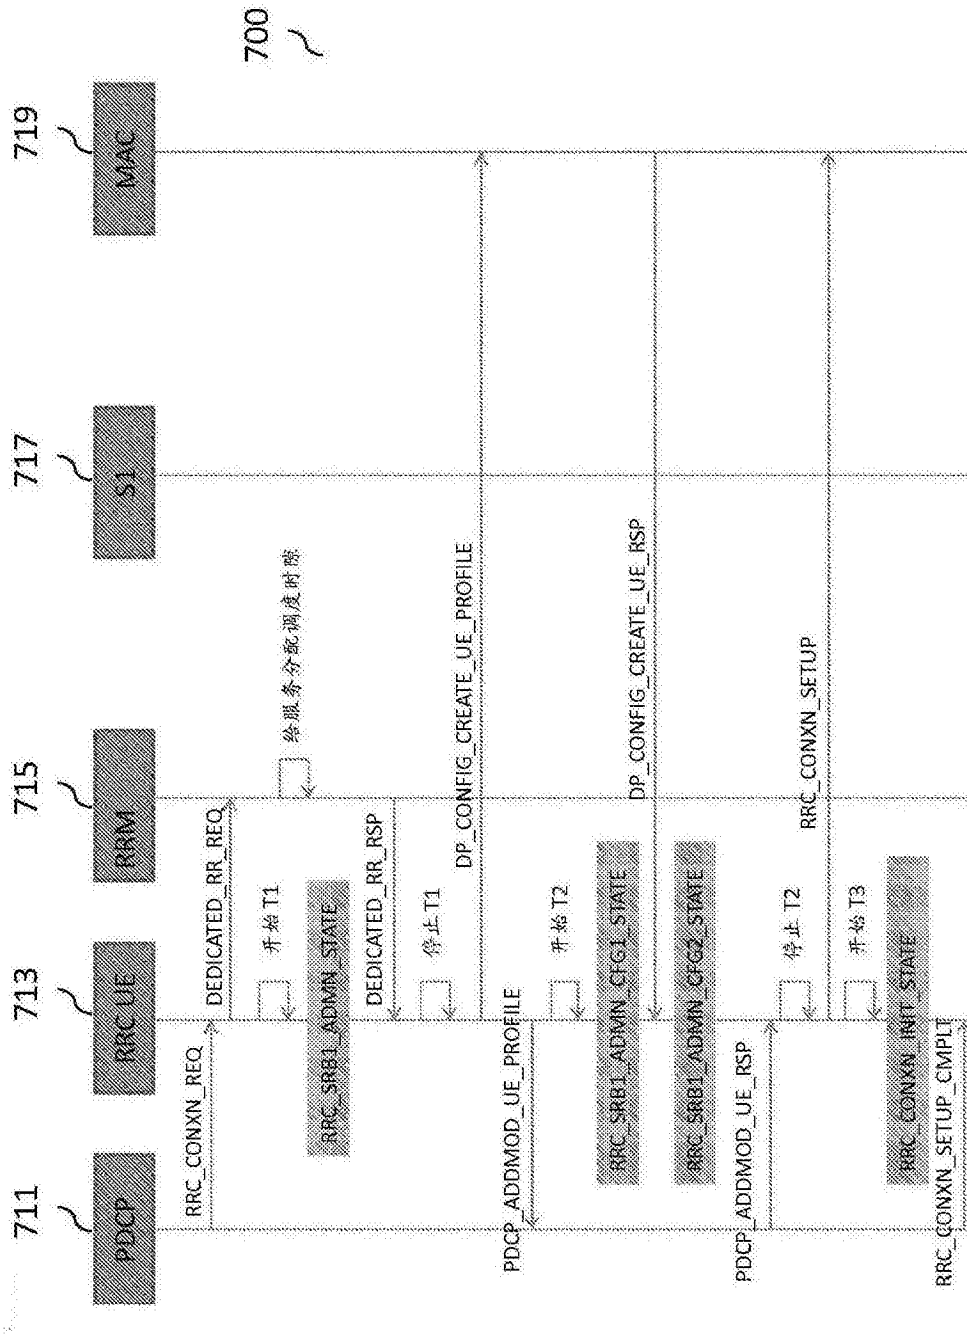 700
711
713
715
717
719
PDCP
RRC UE
RRM
S1
MAC
RRC_CONXN_REQ
DEDICATED_RR_REQ
开始 T1
给服务分配调度时隙
RRC_SRB1_ADMN_STATE
DEDICATED_RR_RSP
停止 T1
DP_CONFIG_CREATE_UE_PROFILE
PDCP_ADDMOD_UE_PROFILE
开始 T2
RRC_SRB1_ADMN_CFG1_STATE
DP_CONFIG_CREATE_UE_RSP
RRC_SRB1_ADMN_CFG2_STATE
PDCP_ADDMOD_UE_RSP
停止 T2
RRC_CONXN_SETUP
开始 T3
RRC_CONXN_INIT_STATE
RRC_CONXN_SETUP_CMPLT